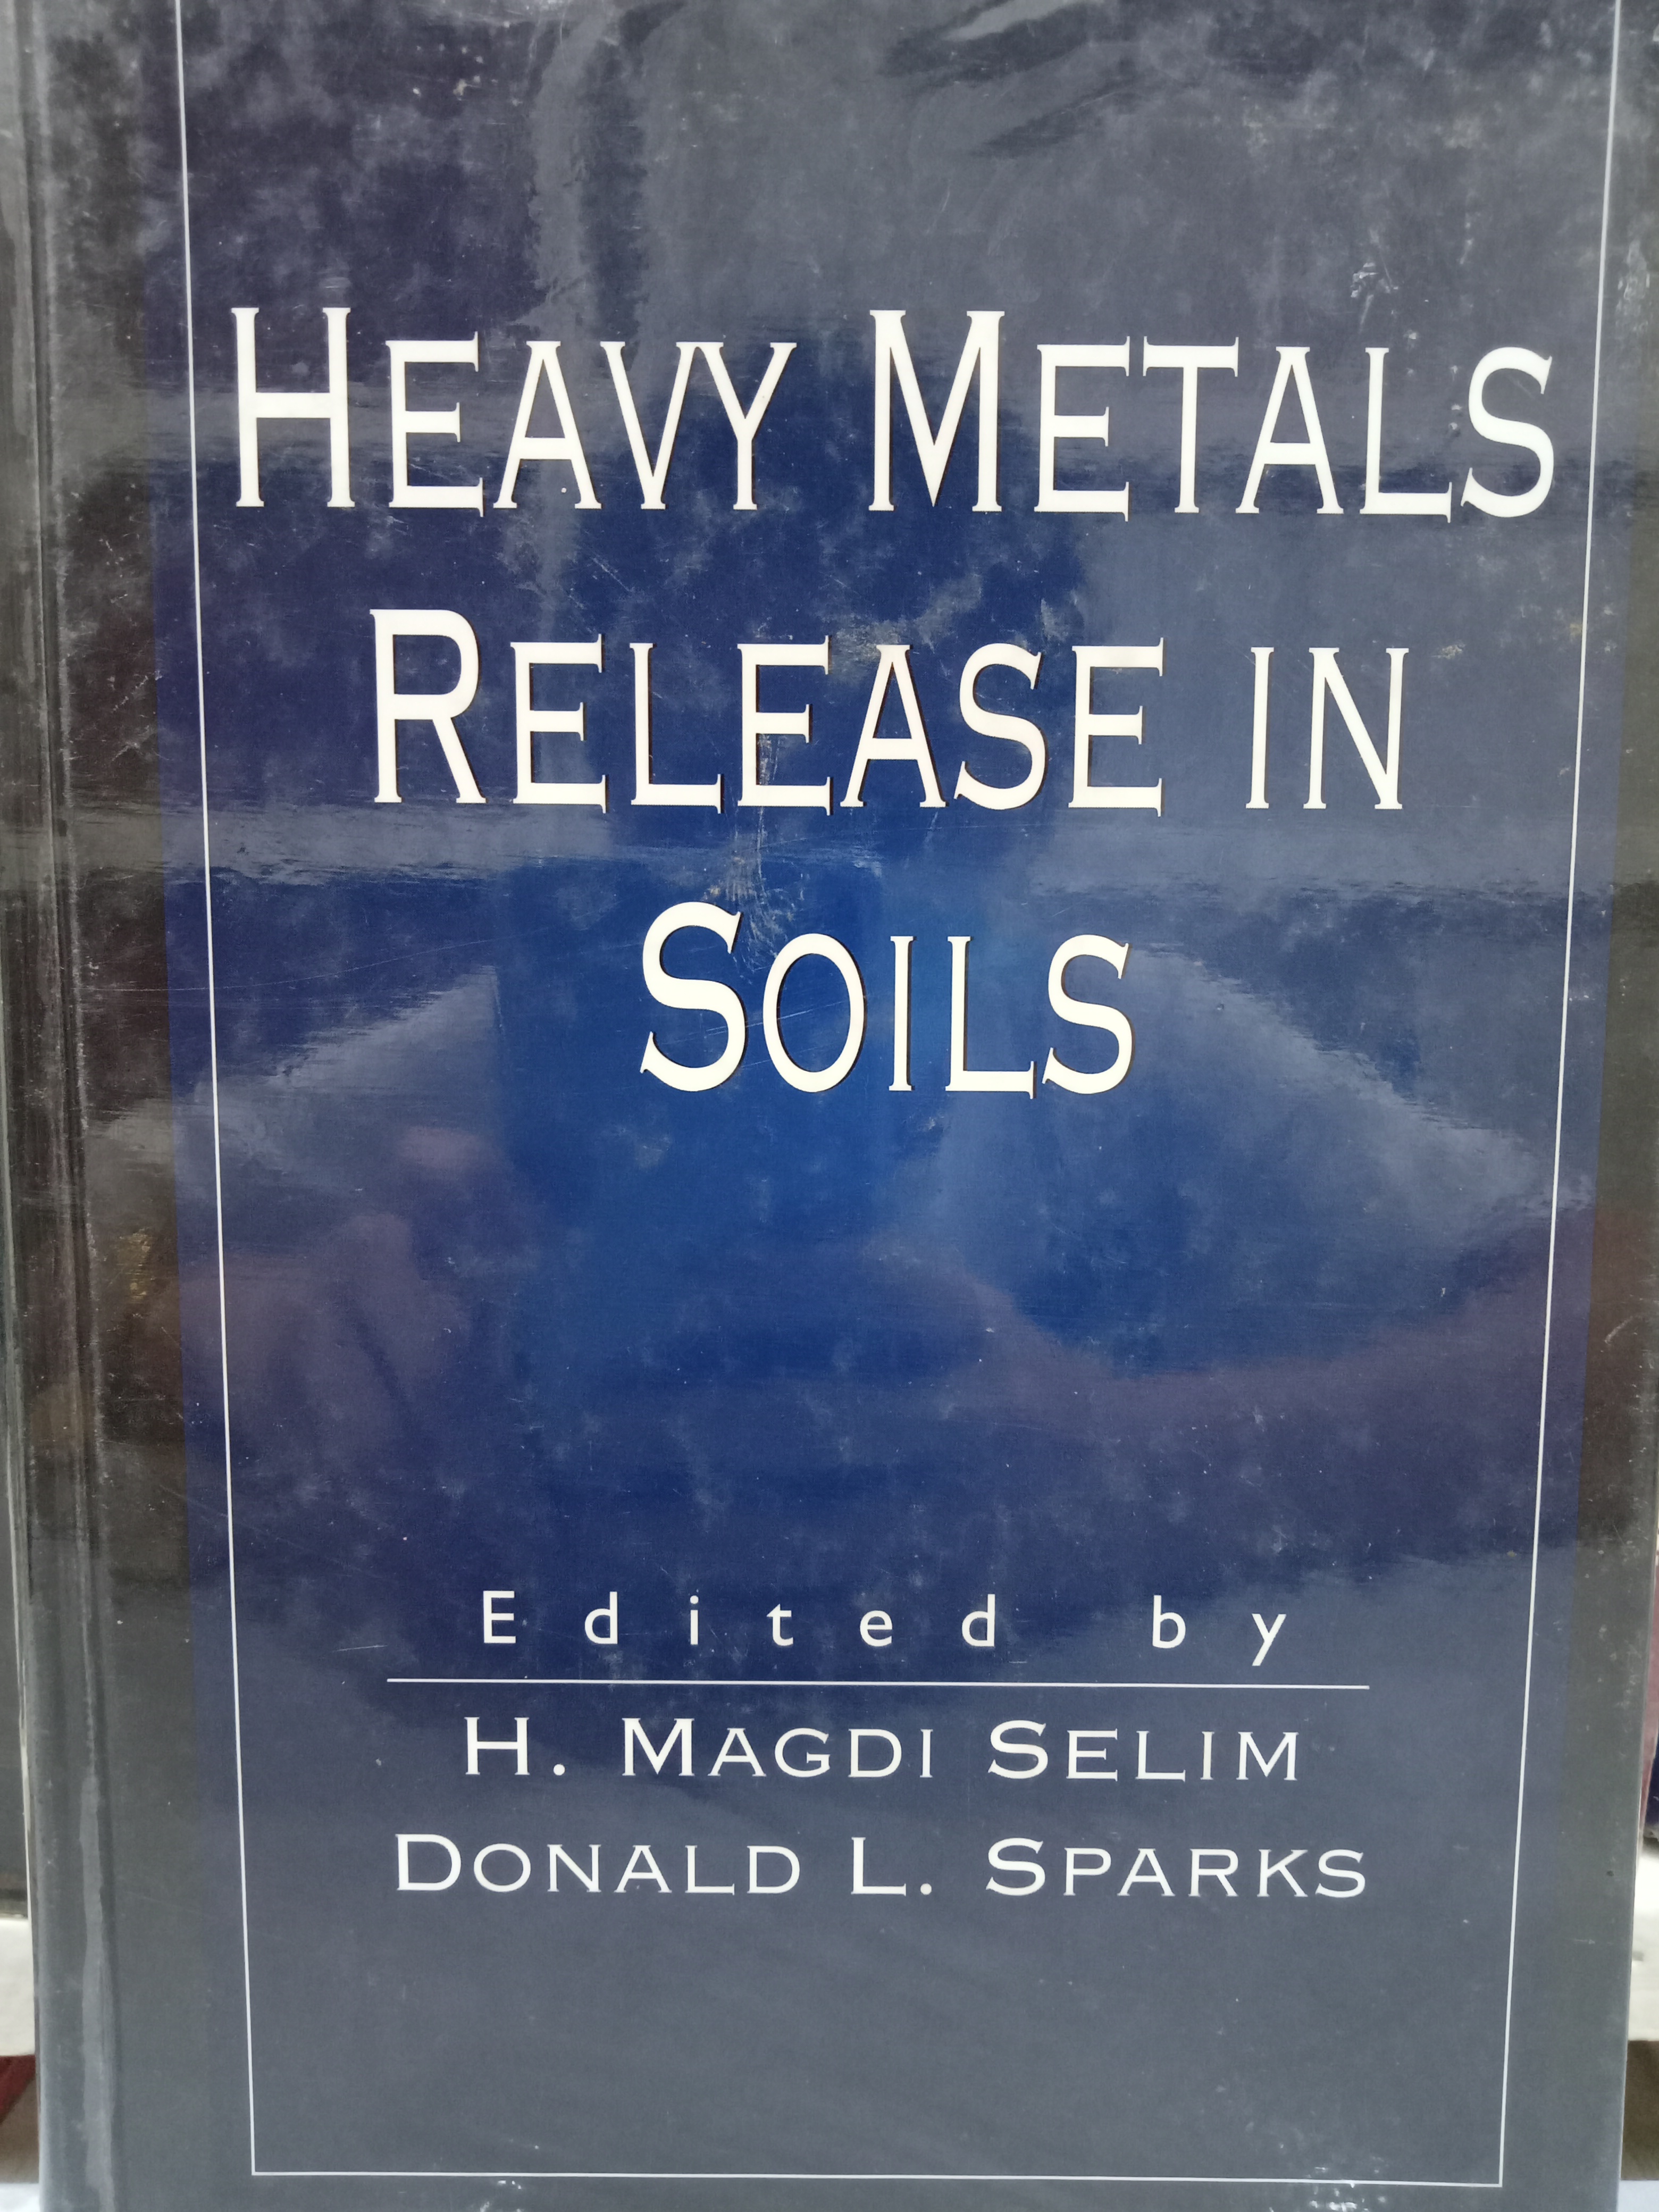 HEAVY METALS
RELEASE IN
SOILS
Edited by
H. MAGDI SELIM
DONALD L. SPARKS